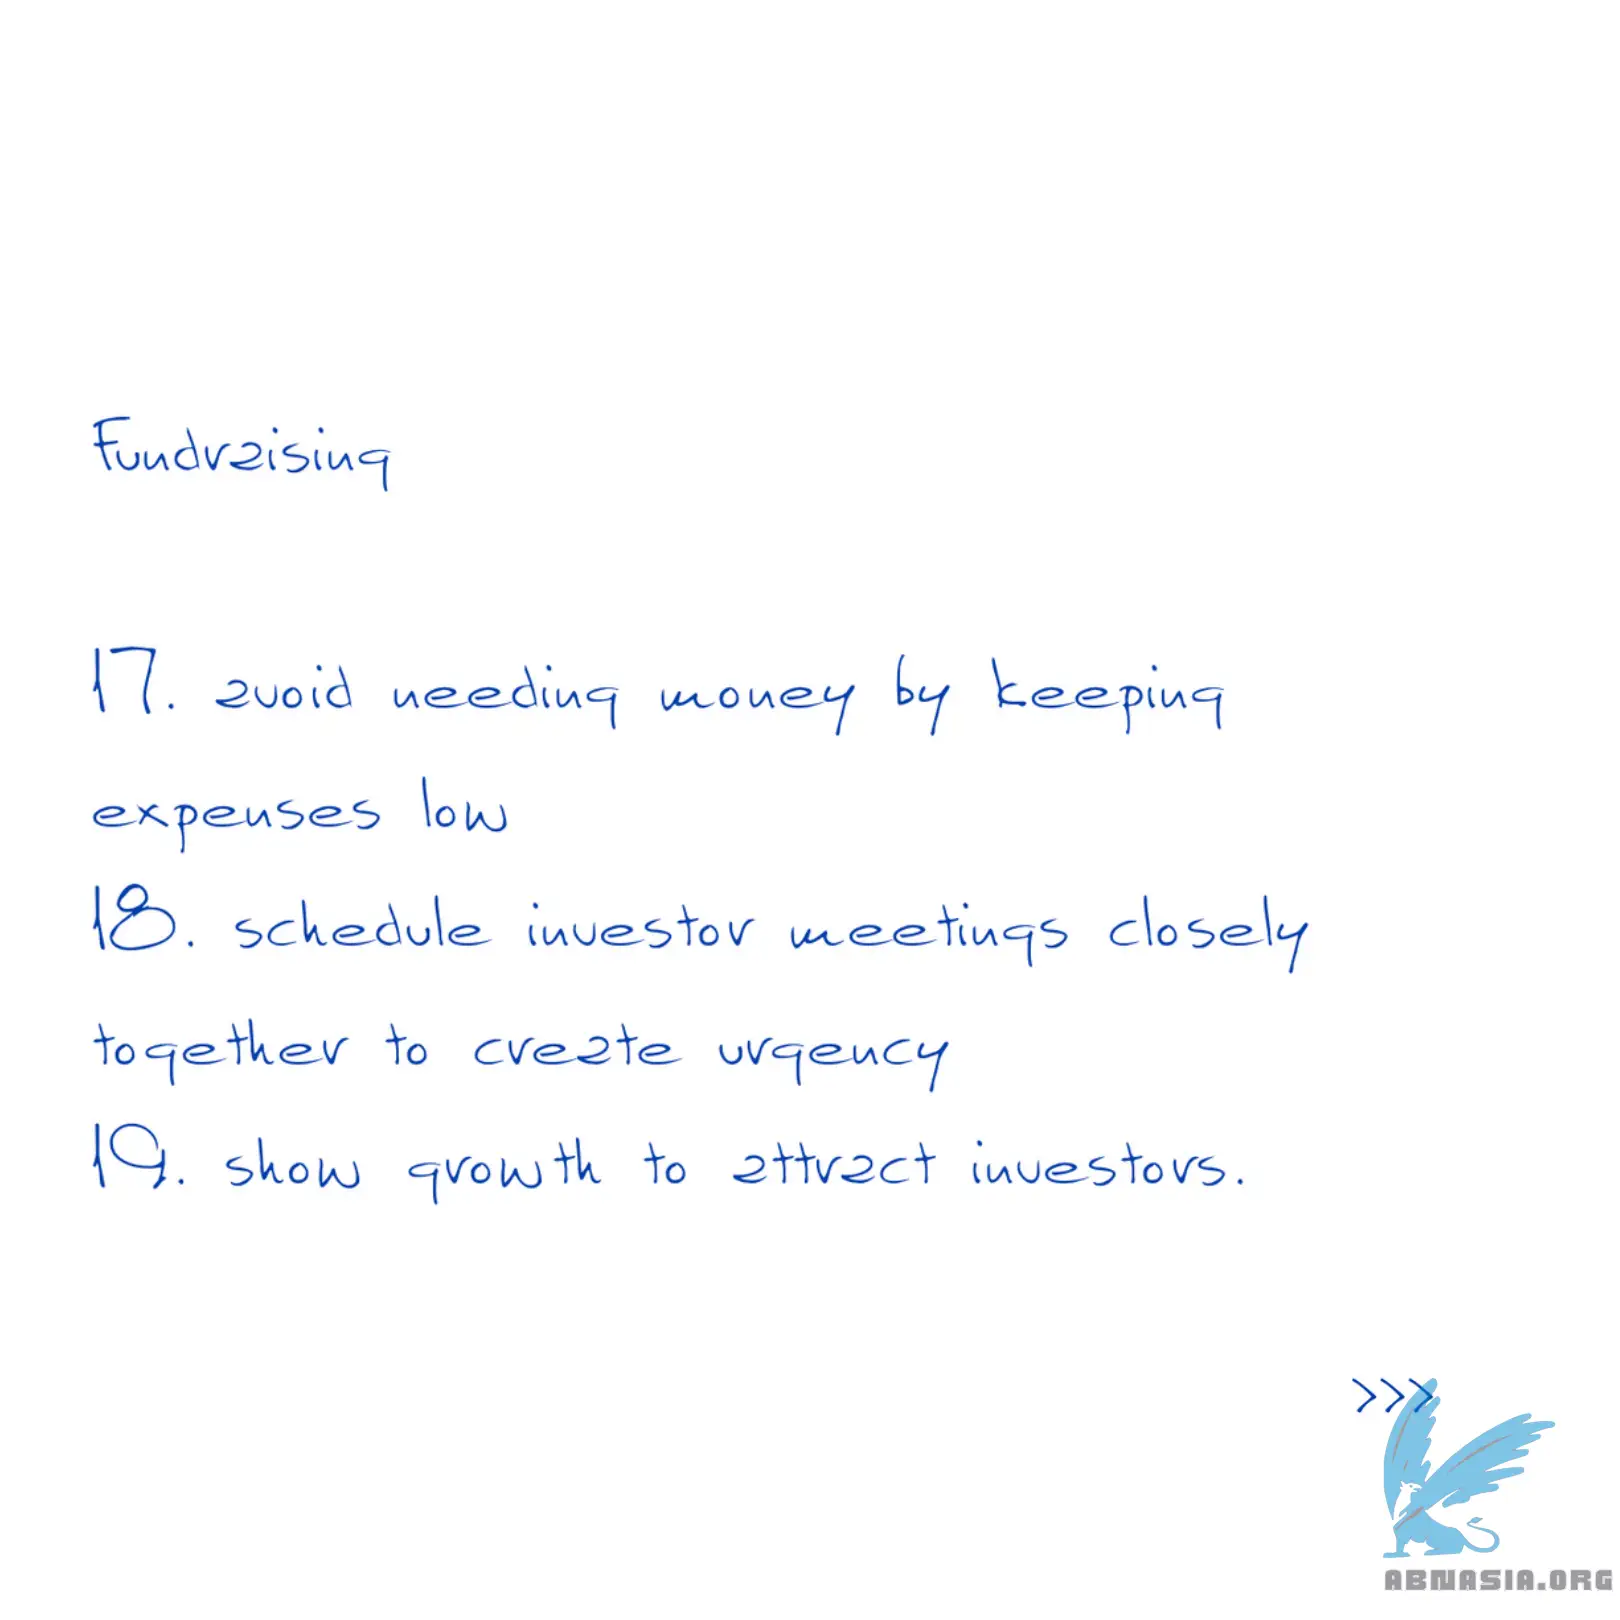 Fundraising
17. avoid needing money by keeping
expenses low
18. schedule investor meetings closely
together to create urgency
19. show growth to attract investors.
>>>
ABNASIA.ORG